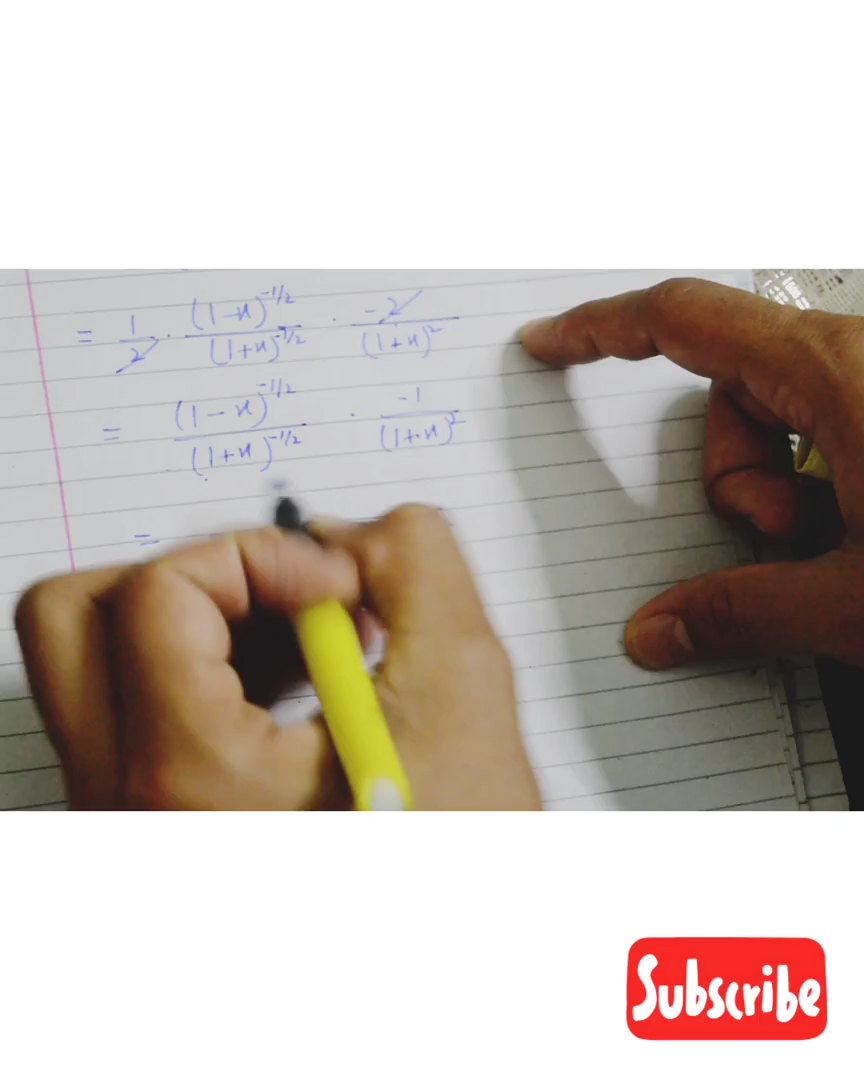 = 1/2 . (1-x)^-1/2 / (1+x)^-1/2 . -2/(1+x)^2
= (1-x)^-1/2 / (1+x)^-1/2 . -1/(1+x)^2
=
Subscribe